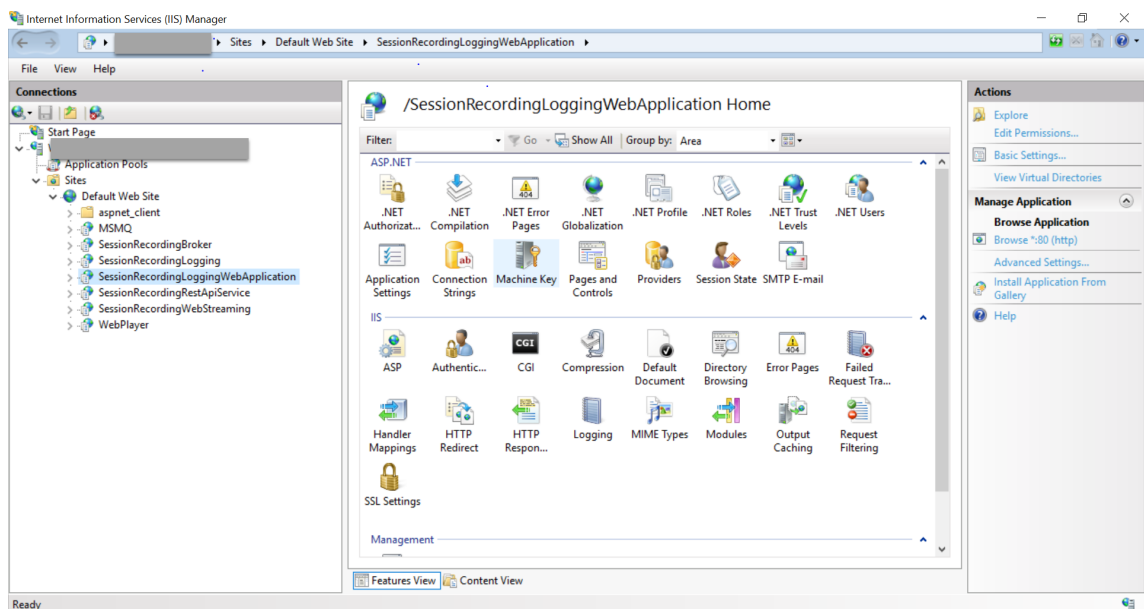 Internet Information Services (IIS) Manager
Sites Default Web Site SessionRecordingLoggingWebApplication
File View Help
Connections
Start Page
Application Pools
Sites
Default Web Site
aspnet_client
MSMQ
SessionRecordingBroker
SessionRecordingLogging
SessionRecordingLoggingWebApplication
SessionRecordingRestApiService
SessionRecordingWebStreaming
WebPlayer
/SessionRecordingLoggingWebApplication Home
Filter: Go Show All Group by: Area
ASP.NET
.NET .NET .NET Error .NET .NET Profile .NET Roles .NET Trust .NET Users
Authorizat... Compilation Pages Globalization Levels
Application Connection Machine Key Pages and Providers Session State SMTP E-mail
Settings Strings Controls
IIS
ASP Authentic... CGI Compression Default Directory Error Pages Failed
Document Browsing Request Tra...
Handler HTTP HTTP Logging MIME Types Modules Output Request
Mappings Redirect Respon... Caching Filtering
SSL Settings
Management
Features View Content View
Actions
Explore
Edit Permissions...
Basic Settings...
View Virtual Directories
Manage Application
Browse Application
Browse *:80 (http)
Advanced Settings...
Install Application From
Gallery
Help
Ready